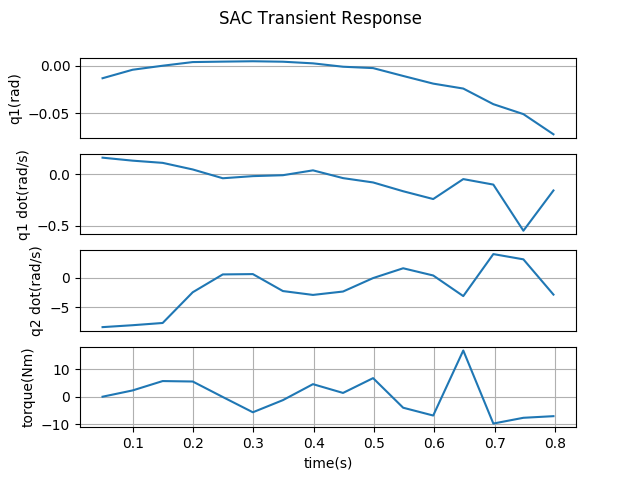 SAC Transient Response
q1(rad)
0.00
−0.05
q1 dot(rad/s)
0.0
−0.5
q2 dot(rad/s)
0
−5
torque(Nm)
10
0
−10
0.1 0.2 0.3 0.4 0.5 0.6 0.7 0.8
time(s)